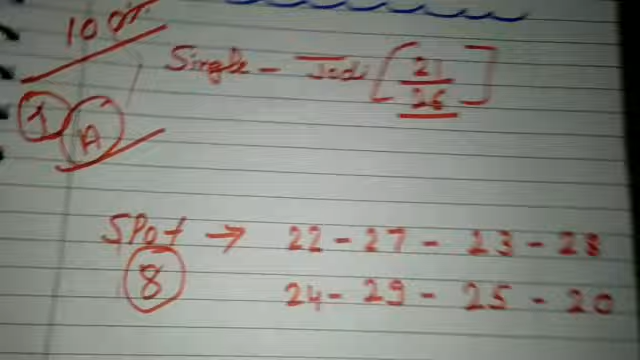 100%
Single - Jodi [21/26]
1 A
SPot → 22 - 27 - 23 - 28
8 24 - 29 - 25 - 20